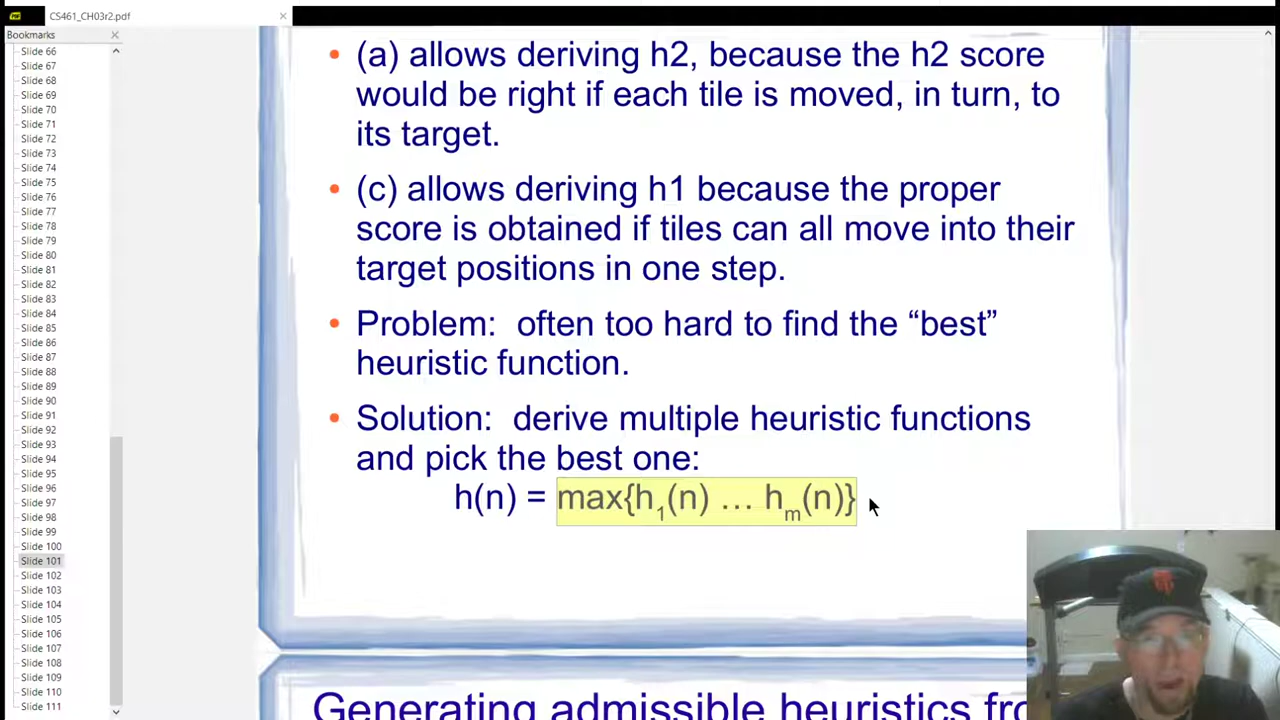 CS461_CH03r2.pdf
Bookmarks
Slide 66
Slide 67
Slide 68
Slide 69
Slide 70
Slide 71
Slide 72
Slide 73
Slide 74
Slide 75
Slide 76
Slide 77
Slide 78
Slide 79
Slide 80
Slide 81
Slide 82
Slide 83
Slide 84
Slide 85
Slide 86
Slide 87
Slide 88
Slide 89
Slide 90
Slide 91
Slide 92
Slide 93
Slide 94
Slide 95
Slide 96
Slide 97
Slide 98
Slide 99
Slide 100
Slide 101
Slide 102
Slide 103
Slide 104
Slide 105
Slide 106
Slide 107
Slide 108
Slide 109
Slide 110
Slide 111
• (a) allows deriving h2, because the h2 score
would be right if each tile is moved, in turn, to
its target.
• (c) allows deriving h1 because the proper
score is obtained if tiles can all move into their
target positions in one step.
• Problem: often too hard to find the “best”
heuristic function.
• Solution: derive multiple heuristic functions
and pick the best one:
h(n) = max{h₁(n) … hₘ(n)}
Generating admissible heuristics